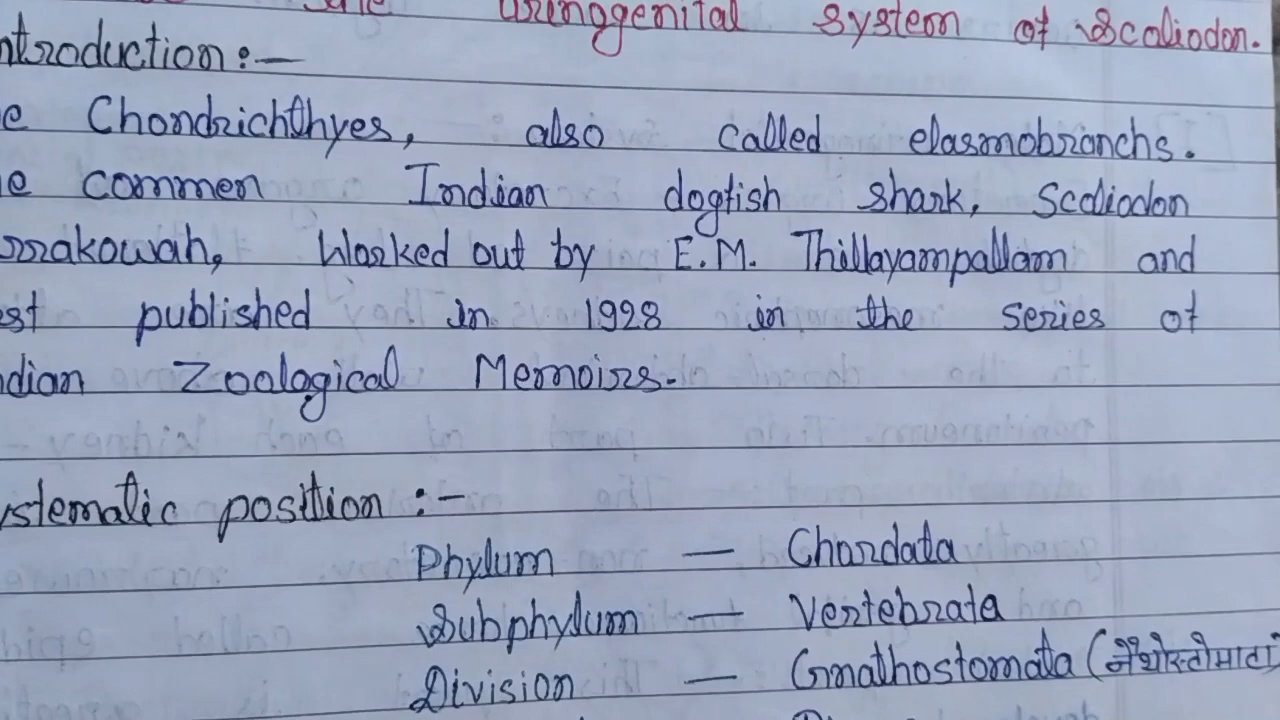 the Urinogenital system of Scoliodon.
ntroduction :—
e Chondrichthyes, also called elasmobranchs.
e commen Indian dogfish shark, Scoliodon
orrakowah, Worked out by E.M. Thillayampallam and
st published in 1928 in the series of
dian Zoological Memoirs.
ystematic position :-
Phylum — Chordata
Subphylum — Vertebrata
Division — Gnathostomata (नैथोस्तोमाटा)